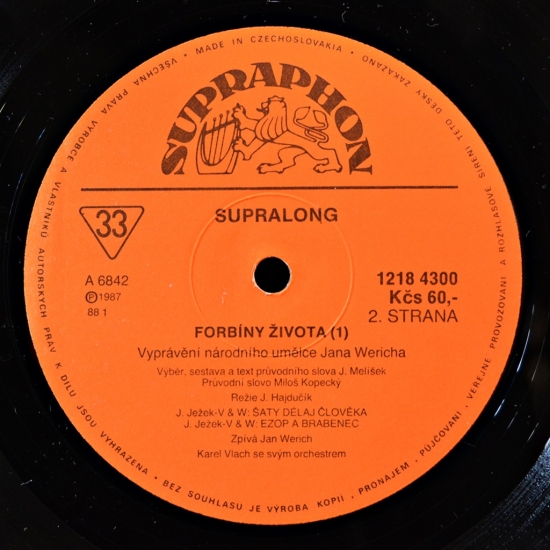 SUPRAPHON
SUPRALONG
33
A 6842
Ⓟ1987
88 1
1218 4300
Kčs 60,-
2. STRANA
FORBÍNY ŽIVOTA (1)
Vyprávění národního umělce Jana Wericha
Výběr, sestava a text průvodního slova J. Melíšek
Průvodní slovo Miloš Kopecký
Režie J. Hajdučík
J. Ježek-V & W: ŠATY DĚLAJ ČLOVĚKA
J. Ježek-V & W: EZOP A BRABENEC
Zpívá Jan Werich
Karel Vlach se svým orchestrem
• MADE IN CZECHOSLOVAKIA • VŠECHNA PRÁVA VÝROBCE A VLASTNÍKŮ AUTORSKÝCH PRÁV K DÍLU JSOU VYHRAZENA • BEZ SOUHLASU JE VÝROBA KOPIÍ, PRONÁJEM, PŮJČOVÁNÍ, VEŘEJNÉ PROVOZOVÁNÍ A ROZHLASOVÉ ŠÍŘENÍ TÉTO DESKY ZAKÁZÁNO